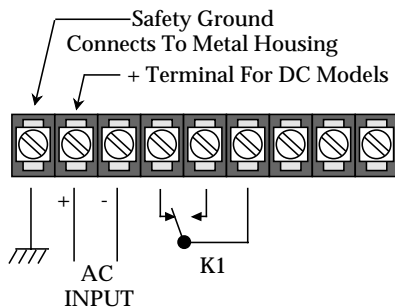 Safety Ground
Connects To Metal Housing
+ Terminal For DC Models
+ -
K1
AC
INPUT